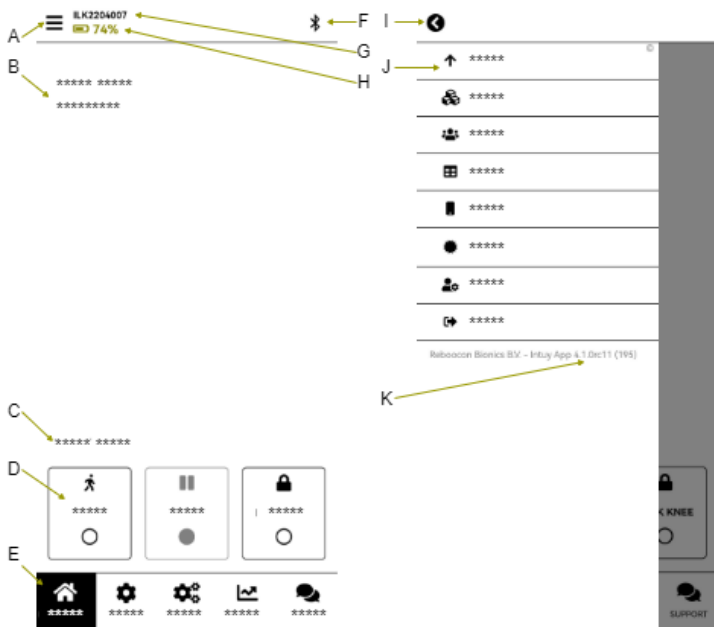 ILK2204007
74%
A
B
C
D
E
F
G
H
I
J
K
***** *****
*********
***** *****
*****
*****
*****
*****
*****
*****
*****
*****
©
*****
*****
*****
*****
*****
*****
*****
*****
Reboocon Bionics B.V. - Intuy App 4.1.0rc11 (195)
K KNEE
SUPPORT